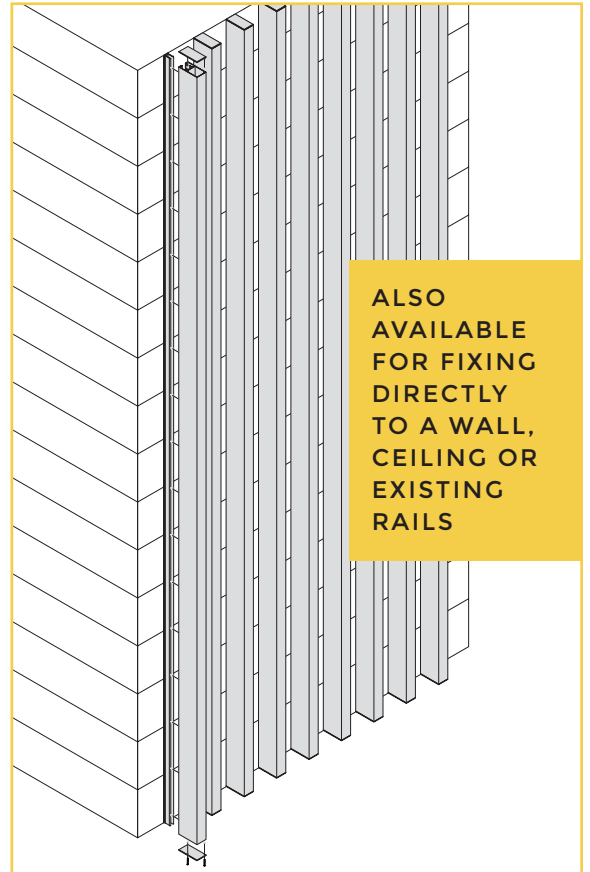 ALSO
AVAILABLE
FOR FIXING
DIRECTLY
TO A WALL,
CEILING OR
EXISTING
RAILS